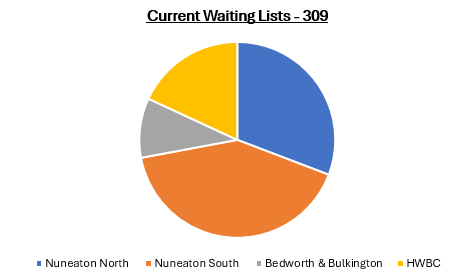 Current Waiting Lists - 309
Nuneaton North Nuneaton South Bedworth & Bulkington HWBC